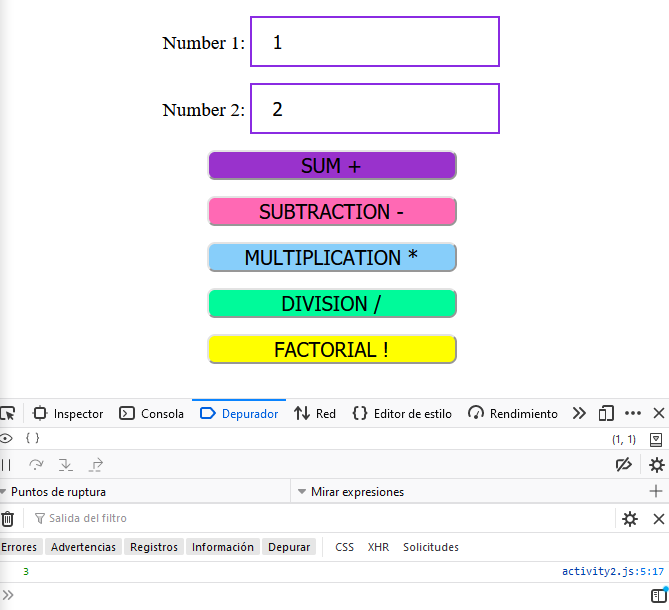 Number 1: 1
Number 2: 2
SUM +
SUBTRACTION -
MULTIPLICATION *
DIVISION /
FACTORIAL !
Inspector Consola Depurador Red Editor de estilo Rendimiento
{ } (1, 1)
Puntos de ruptura Mirar expresiones
Salida del filtro
Errores Advertencias Registros Información Depurar CSS XHR Solicitudes
3 activity2.js:5:17